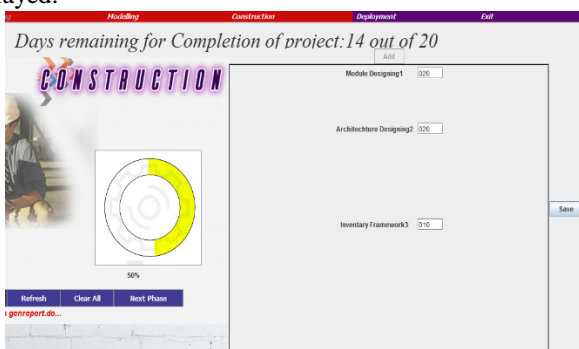 layed.
Modelling Construction Deployment Exit
Days remaining for Completion of project:14 out of 20
Add
CONSTRUCTION
Module Designing1 020
Architechture Designing2 020
Inventary Framework3 010
Save
50%
Refresh Clear All Next Phase
genreport.do...